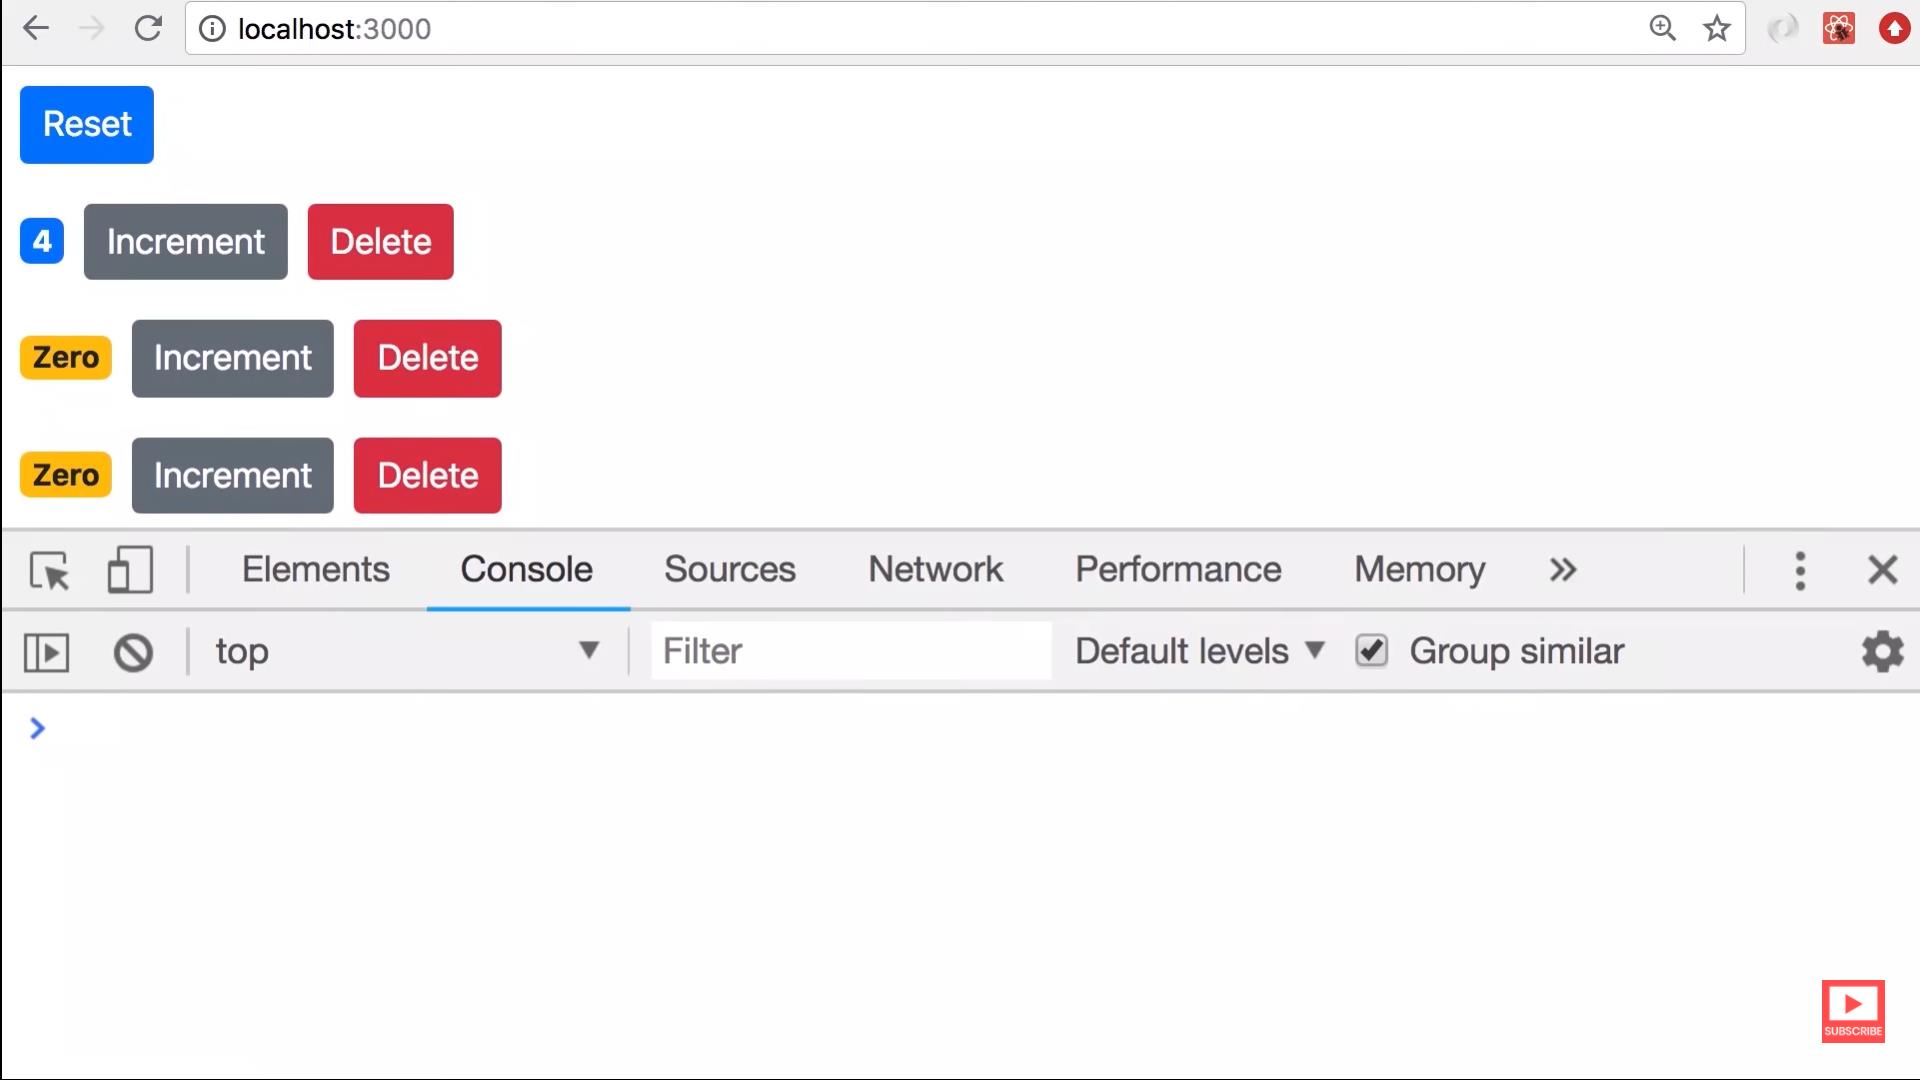 localhost:3000
Reset
4 Increment Delete
Zero Increment Delete
Zero Increment Delete
Elements Console Sources Network Performance Memory
top Filter Default levels Group similar
SUBSCRIBE